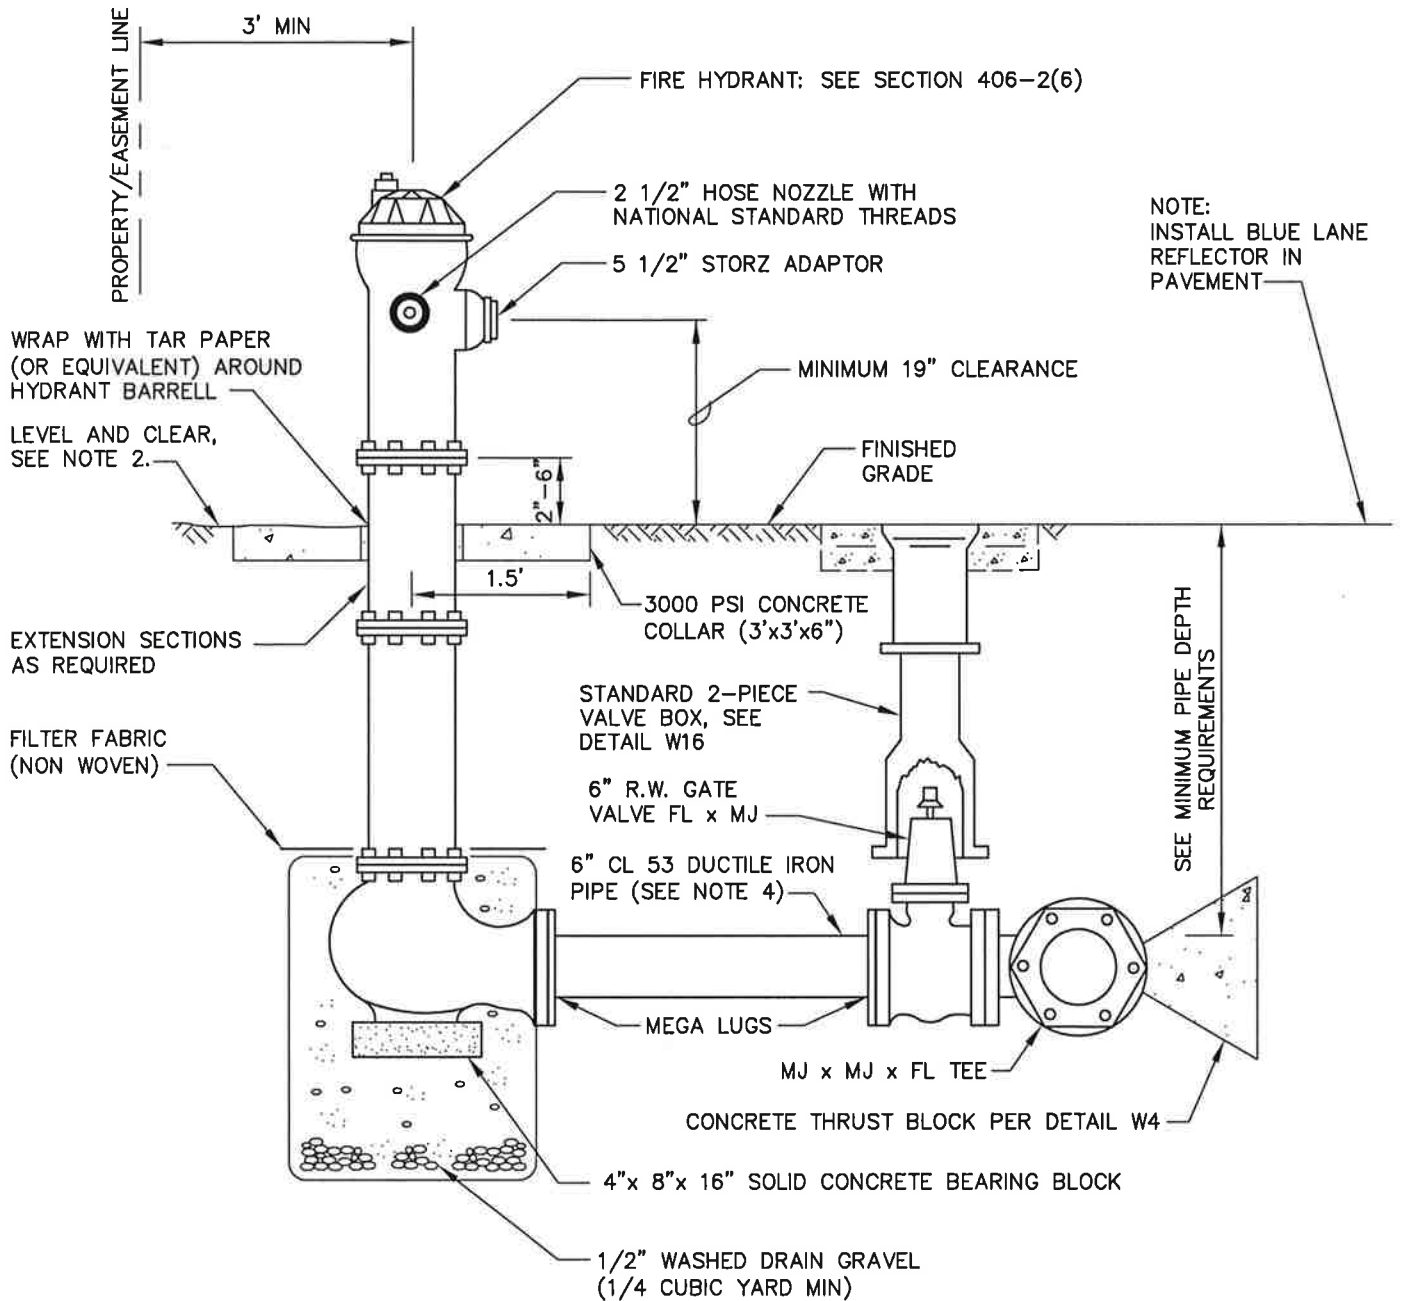 3' MIN
PROPERTY/EASEMENT LINE
FIRE HYDRANT: SEE SECTION 406-2(6)
2 1/2" HOSE NOZZLE WITH
NATIONAL STANDARD THREADS
5 1/2" STORZ ADAPTOR
NOTE:
INSTALL BLUE LANE
REFLECTOR IN
PAVEMENT
WRAP WITH TAR PAPER
(OR EQUIVALENT) AROUND
HYDRANT BARRELL
MINIMUM 19" CLEARANCE
LEVEL AND CLEAR,
SEE NOTE 2.
FINISHED
GRADE
2"-6"
1.5'
3000 PSI CONCRETE
COLLAR (3'x3'x6")
EXTENSION SECTIONS
AS REQUIRED
SEE MINIMUM PIPE DEPTH
REQUIREMENTS
STANDARD 2-PIECE
VALVE BOX, SEE
DETAIL W16
FILTER FABRIC
(NON WOVEN)
6" R.W. GATE
VALVE FL x MJ
6" CL 53 DUCTILE IRON
PIPE (SEE NOTE 4)
MEGA LUGS
MJ x MJ x FL TEE
CONCRETE THRUST BLOCK PER DETAIL W4
4"x 8"x 16" SOLID CONCRETE BEARING BLOCK
1/2" WASHED DRAIN GRAVEL
(1/4 CUBIC YARD MIN)